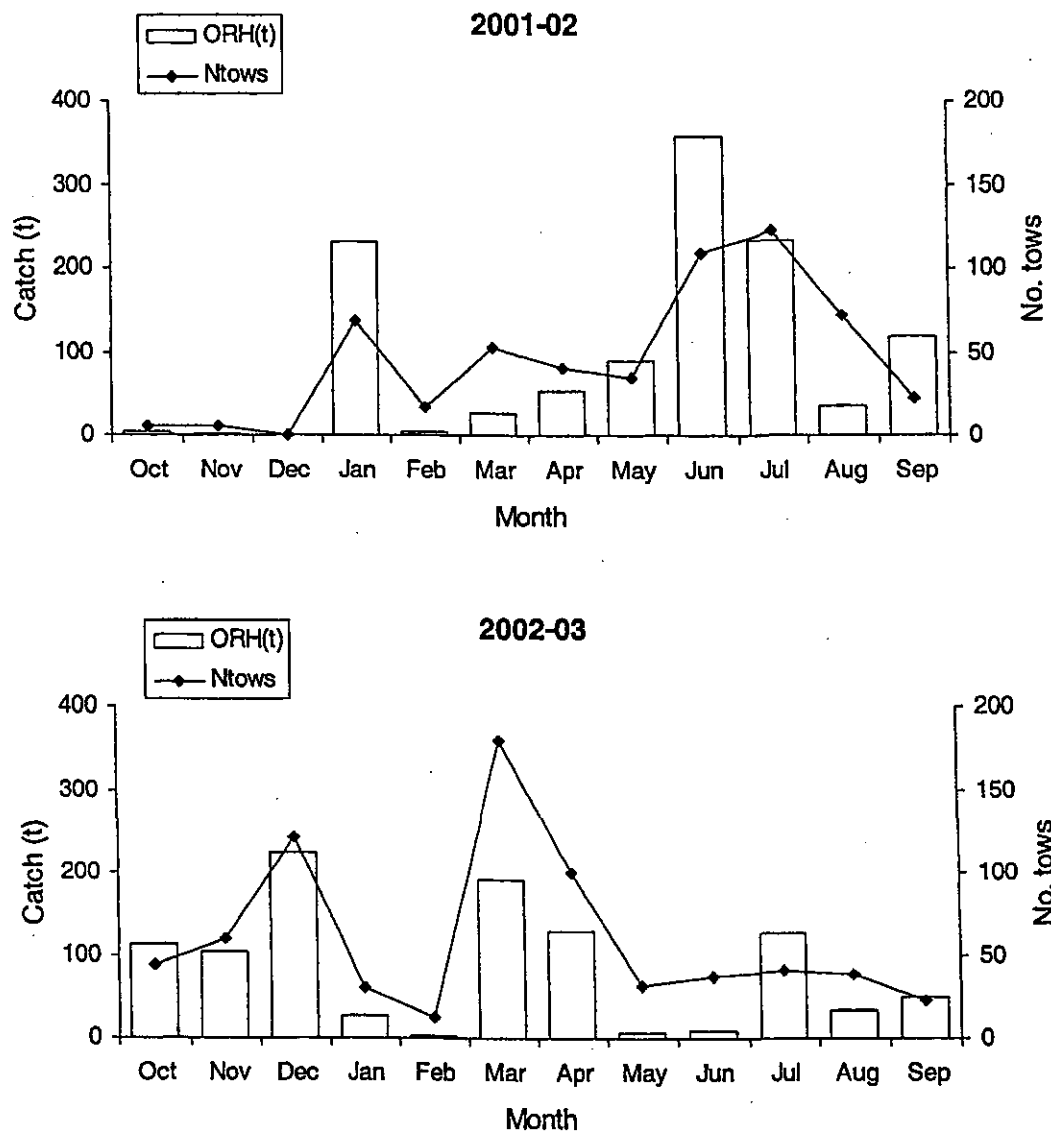 2001-02
ORH(t)
Ntows
400
300
200
100
0
Catch (t)
200
150
100
50
0
No. tows
Oct Nov Dec Jan Feb Mar Apr May Jun Jul Aug Sep
Month
2002-03
ORH(t)
Ntows
400
300
200
100
0
Catch (t)
200
150
100
50
0
No. tows
Oct Nov Dec Jan Feb Mar Apr May Jun Jul Aug Sep
Month